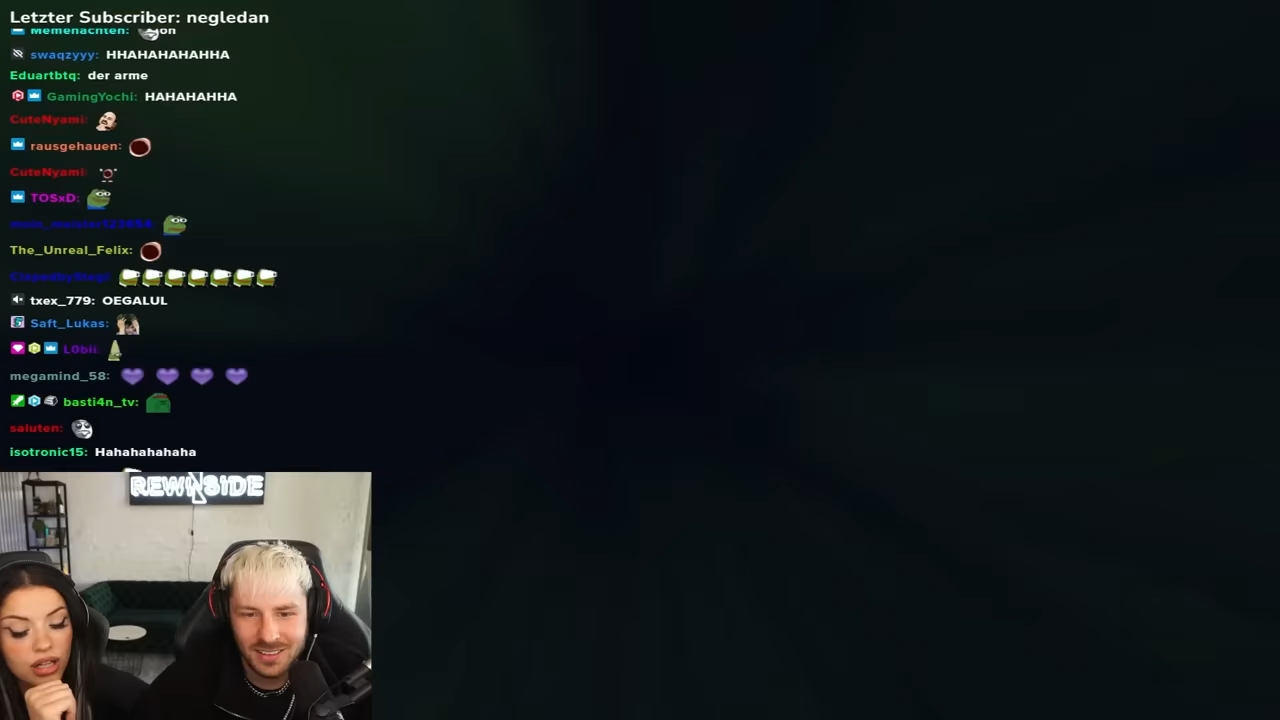 Letzter Subscriber: negledan
Memenachten:
swaqzyyy: HHAHAHAHAHHA
Eduartbtq: der arme
GamingYochi: HAHAHAHHA
CuteNyami:
rausgehauen:
CuteNyami:
TOSxD:
The_Unreal_Felix:
txex_779: OEGALUL
Saft_Lukas:
L0bii:
megamind_58:
basti4n_tv:
saluten:
isotronic15: Hahahahahaha
REWINSIDE